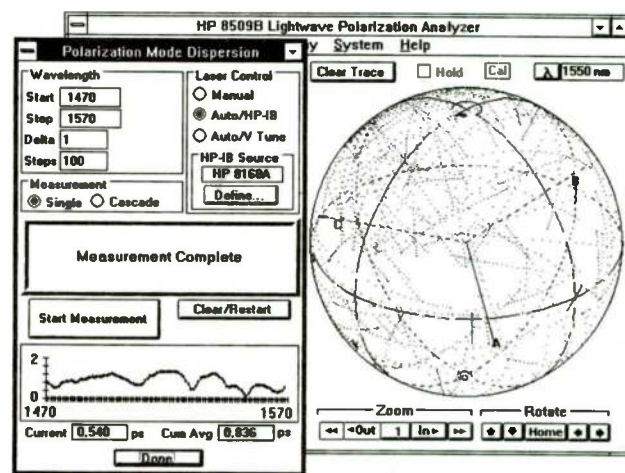 HP 8509B Lightwave Polarization Analyzer
System Help
Clear Trace Hold Cal λ 1550 nm
Polarization Mode Dispersion
Wavelength
Start 1470
Stop 1570
Delta 1
Steps 100
Laser Control
Manual
Auto/HP-IB
Auto/V Tune
HP-IB Source
HP 8168A
Define...
Measurement
Single Cascade
Measurement Complete
Start Measurement
Clear/Restart
2
0
1470 1570
Current 0.540 ps Cum Avg 0.836 ps
Done
A
Zoom
Out 1 In
Rotate
Home